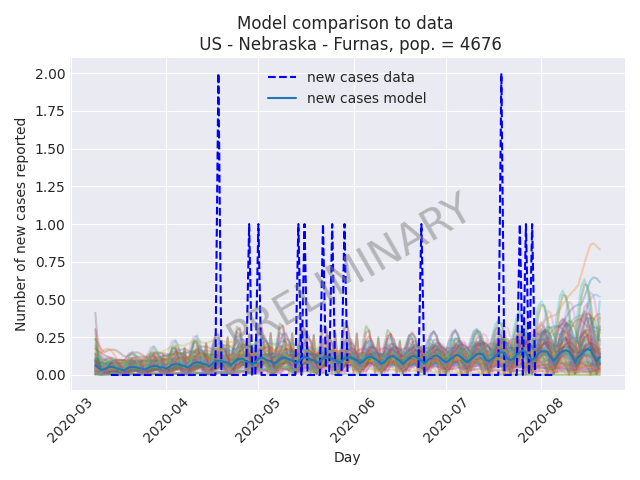 Model comparison to data
US - Nebraska - Furnas, pop. = 4676
new cases data
new cases model
PRELIMINARY
Number of new cases reported
2.00
1.75
1.50
1.25
1.00
0.75
0.50
0.25
0.00
2020-03
2020-04
2020-05
2020-06
2020-07
2020-08
Day